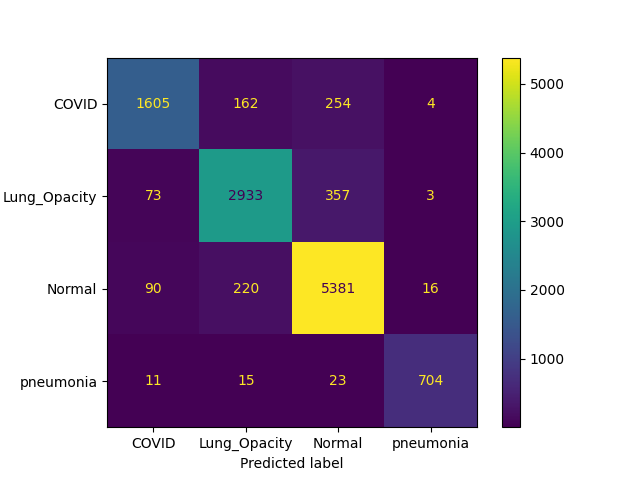 COVID 1605 162 254 4
Lung_Opacity 73 2933 357 3
Normal 90 220 5381 16
pneumonia 11 15 23 704
COVID Lung_Opacity Normal pneumonia
Predicted label
5000
4000
3000
2000
1000